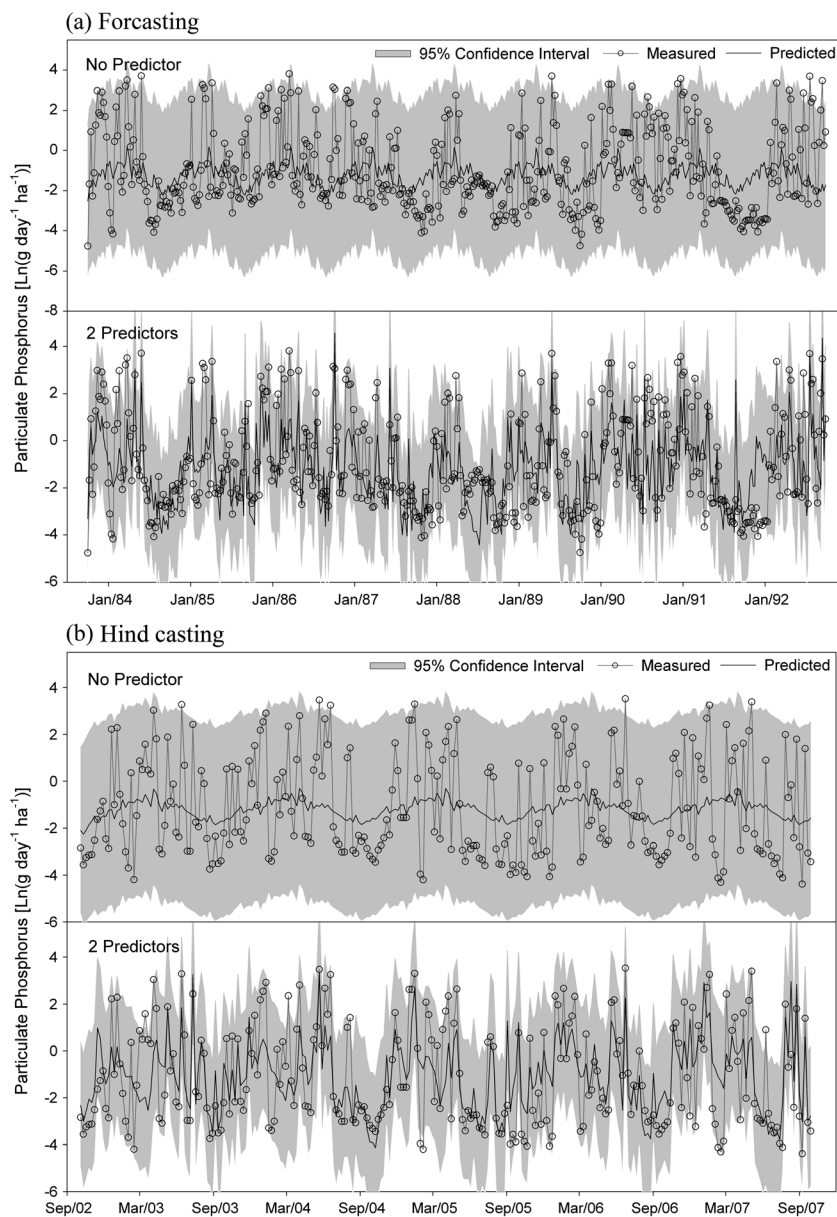 (a) Forcasting
No Predictor
95% Confidence Interval
Measured
Predicted
4
2
0
-2
-4
-6
-8
2 Predictors
4
2
0
-2
-4
-6
Particulate Phosphorus [Ln(g day⁻¹ ha⁻¹)]
Jan/84 Jan/85 Jan/86 Jan/87 Jan/88 Jan/89 Jan/90 Jan/91 Jan/92
(b) Hind casting
No Predictor
95% Confidence Interval
Measured
Predicted
4
2
0
-2
-4
-6
2 Predictors
4
2
0
-2
-4
-6
Particulate Phosphorus [Ln(g day⁻¹ ha⁻¹)]
Sep/02 Mar/03 Sep/03 Mar/04 Sep/04 Mar/05 Sep/05 Mar/06 Sep/06 Mar/07 Sep/07